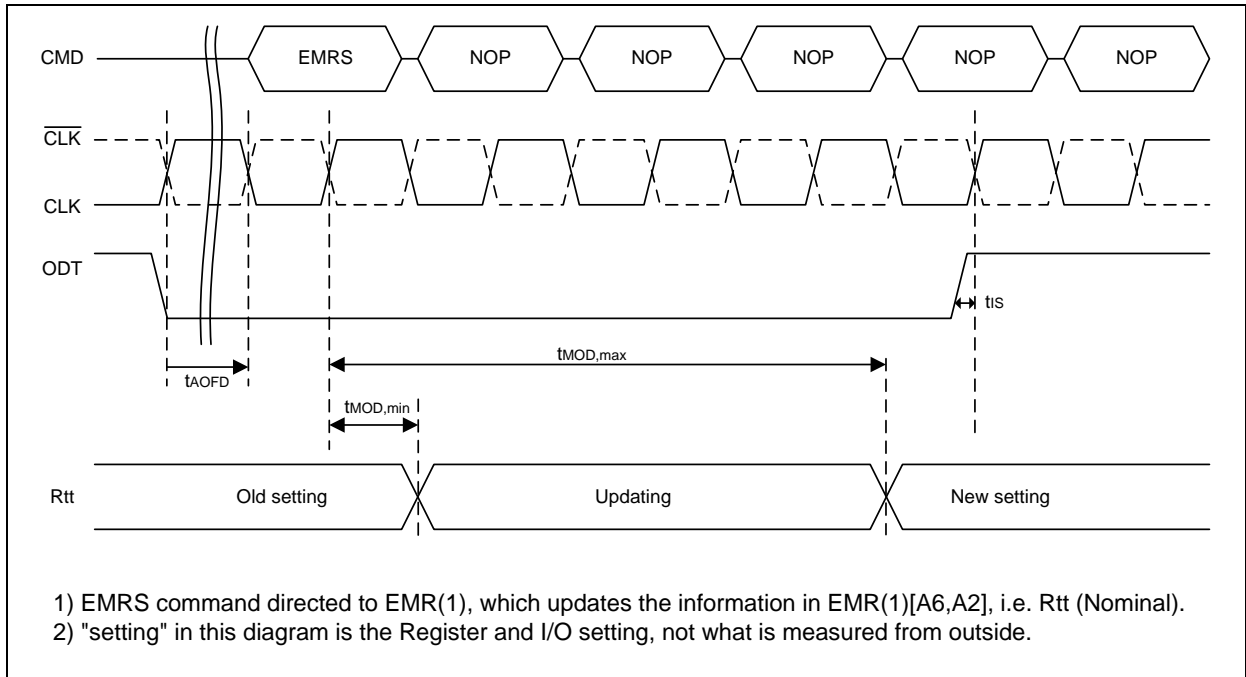 CMD EMRS NOP NOP NOP NOP NOP
CLK
CLK
ODT
tIS
tMOD,max
tAOFD
tMOD,min
Rtt Old setting Updating New setting
1) EMRS command directed to EMR(1), which updates the information in EMR(1)[A6,A2], i.e. Rtt (Nominal).
2) "setting" in this diagram is the Register and I/O setting, not what is measured from outside.